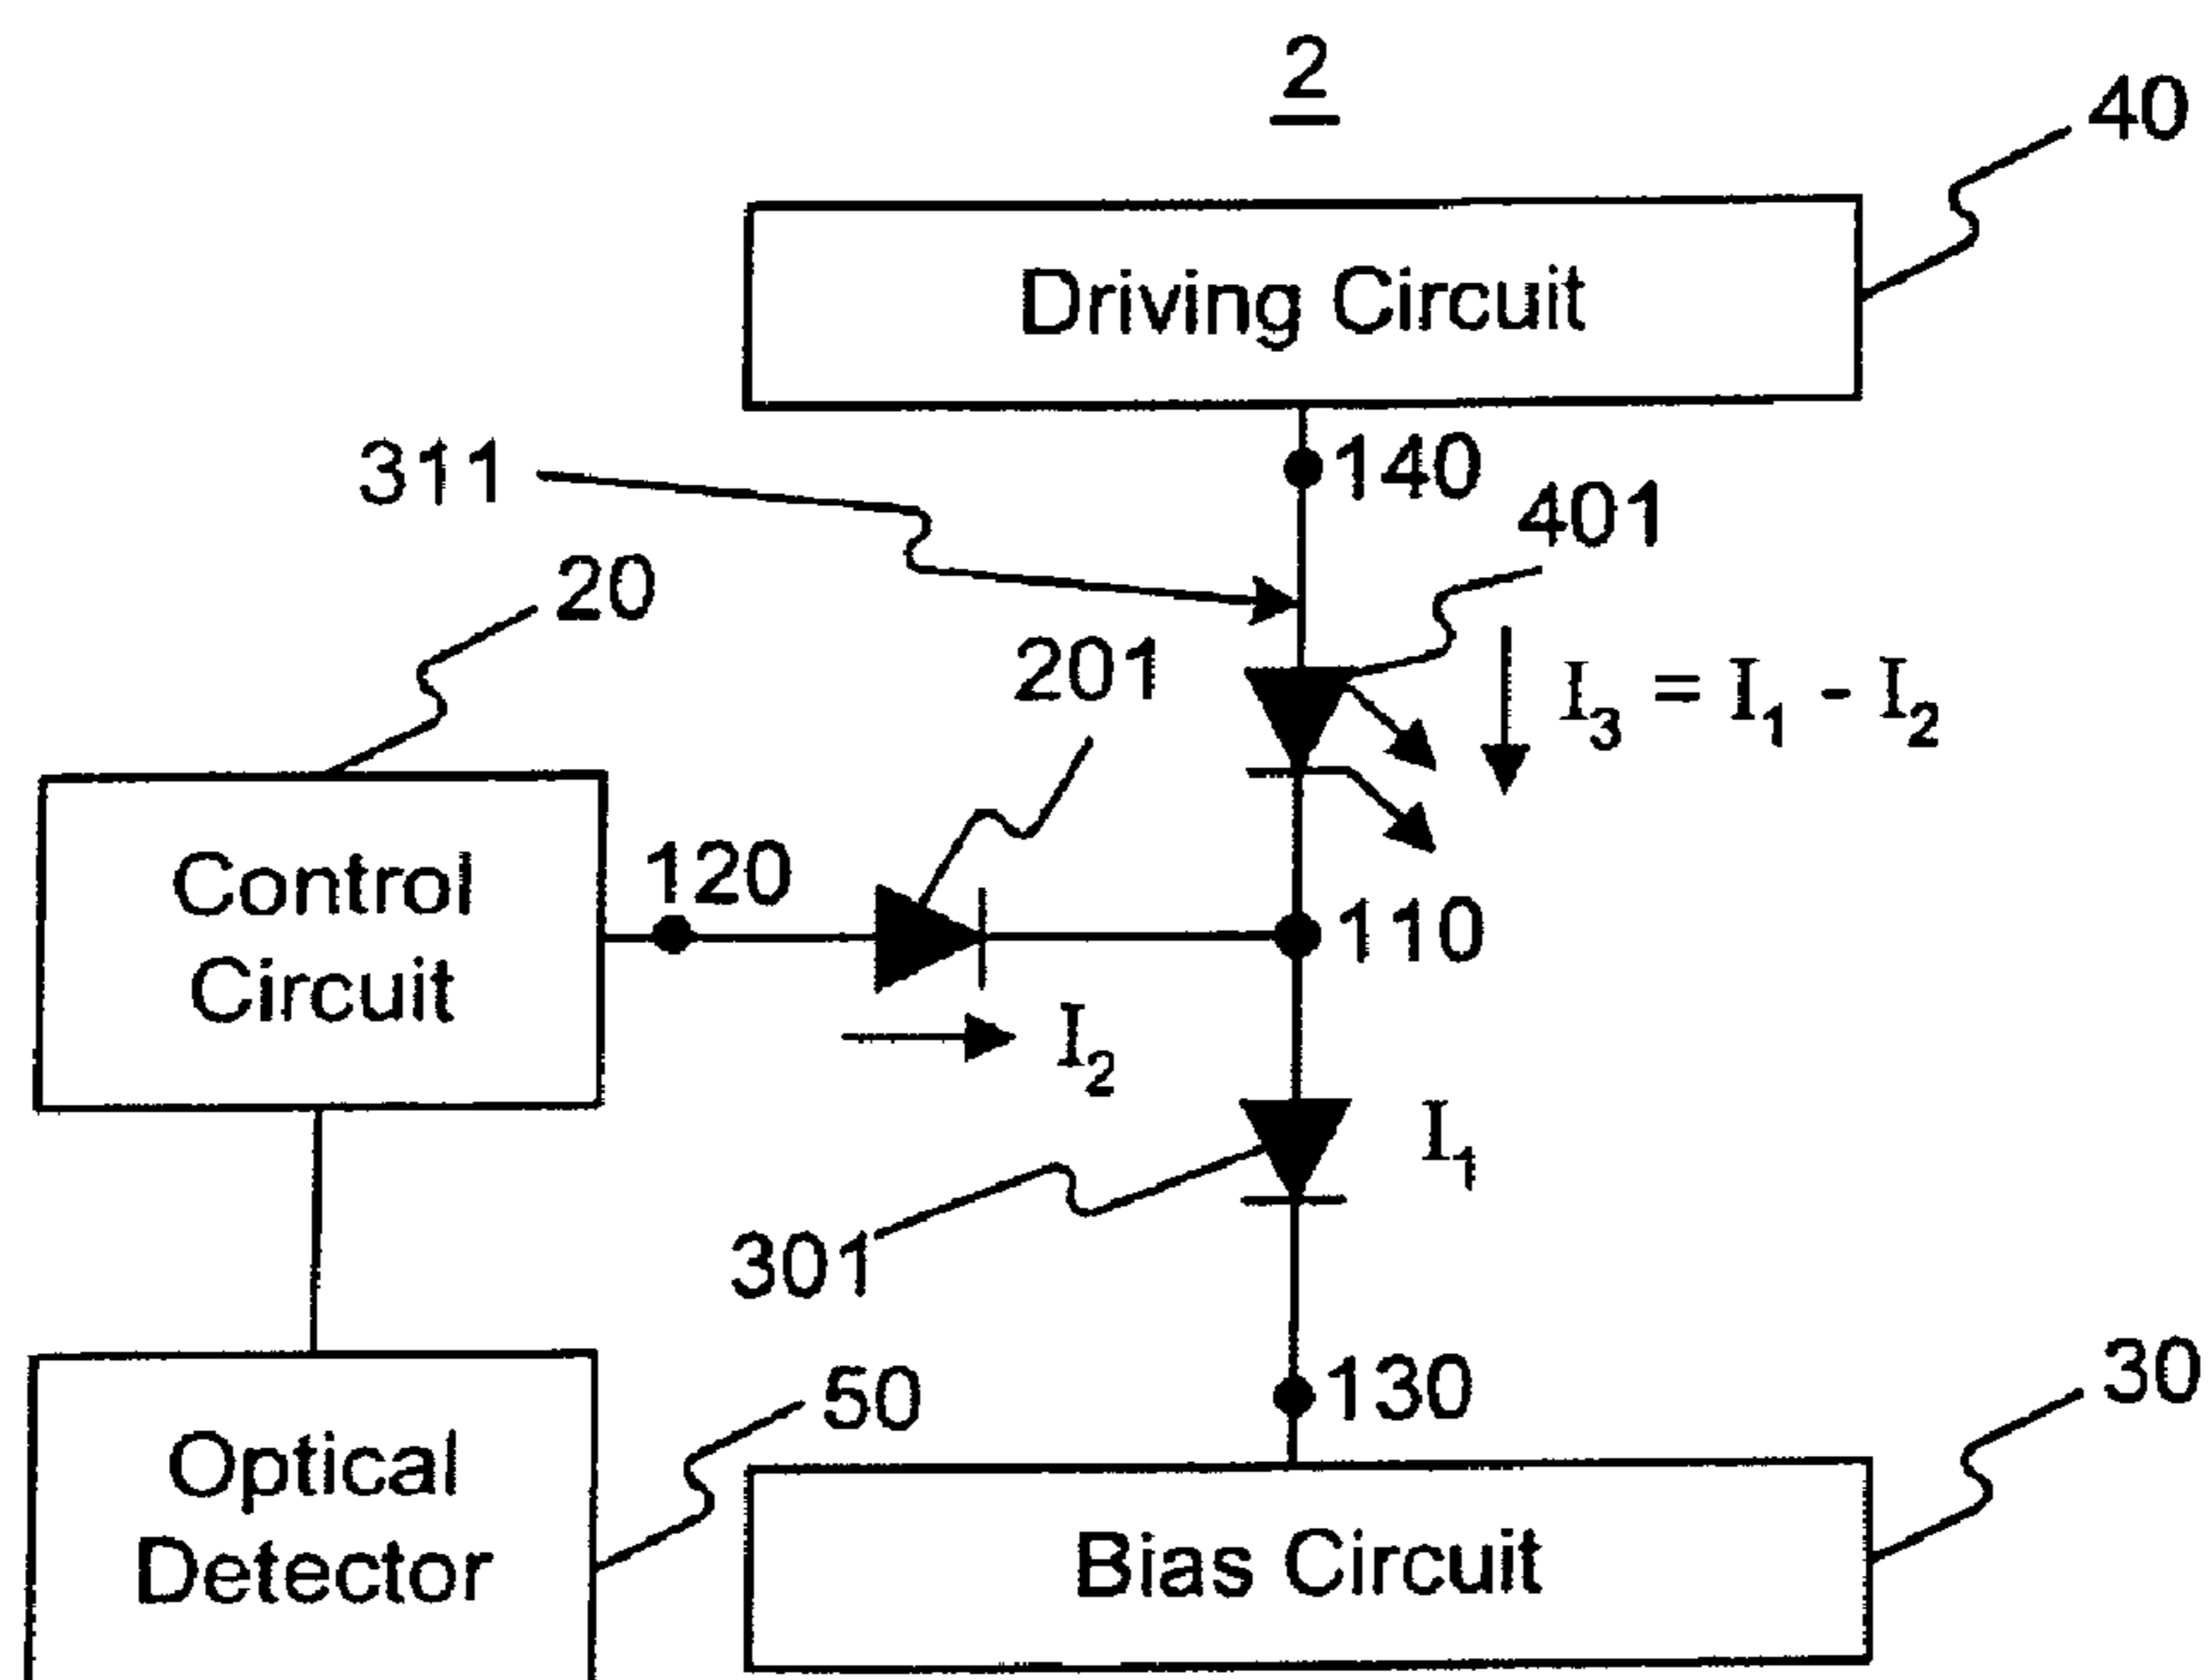 2
40
Driving Circuit
311
140
401
20
201
I3 = I1 - I2
Control
Circuit
120
110
I2
I1
301
130
30
50
Optical
Detector
Bias Circuit